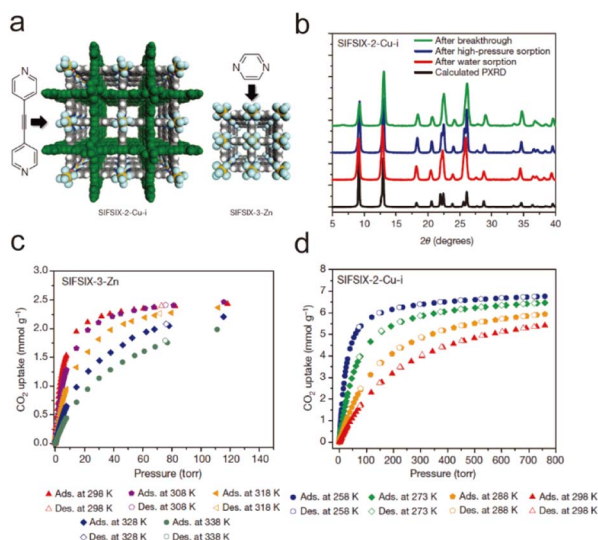 a
N
N
N
N
SIFSIX-2-Cu-i
SIFSIX-3-Zn
b
SIFSIX-2-Cu-i
After breakthrough
After high-pressure sorption
After water sorption
Calculated PXRD
5 10 15 20 25 30 35 40
2θ (degrees)
c
SIFSIX-3-Zn
CO2 uptake (mmol g−1)
3.0
2.5
2.0
1.5
1.0
0.5
0.0
0 20 40 60 80 100 120 140
Pressure (torr)
Ads. at 298 K Ads. at 308 K Ads. at 318 K
Des. at 298 K Des. at 308 K Des. at 318 K
Ads. at 328 K Ads. at 338 K
Des. at 328 K Des. at 338 K
d
SIFSIX-2-Cu-i
CO2 uptake (mmol g−1)
8
7
6
5
4
3
2
1
0
0 100 200 300 400 500 600 700 800
Pressure (torr)
Ads. at 258 K Ads. at 273 K Ads. at 288 K Ads. at 298 K
Des. at 258 K Des. at 273 K Des. at 288 K Des. at 298 K